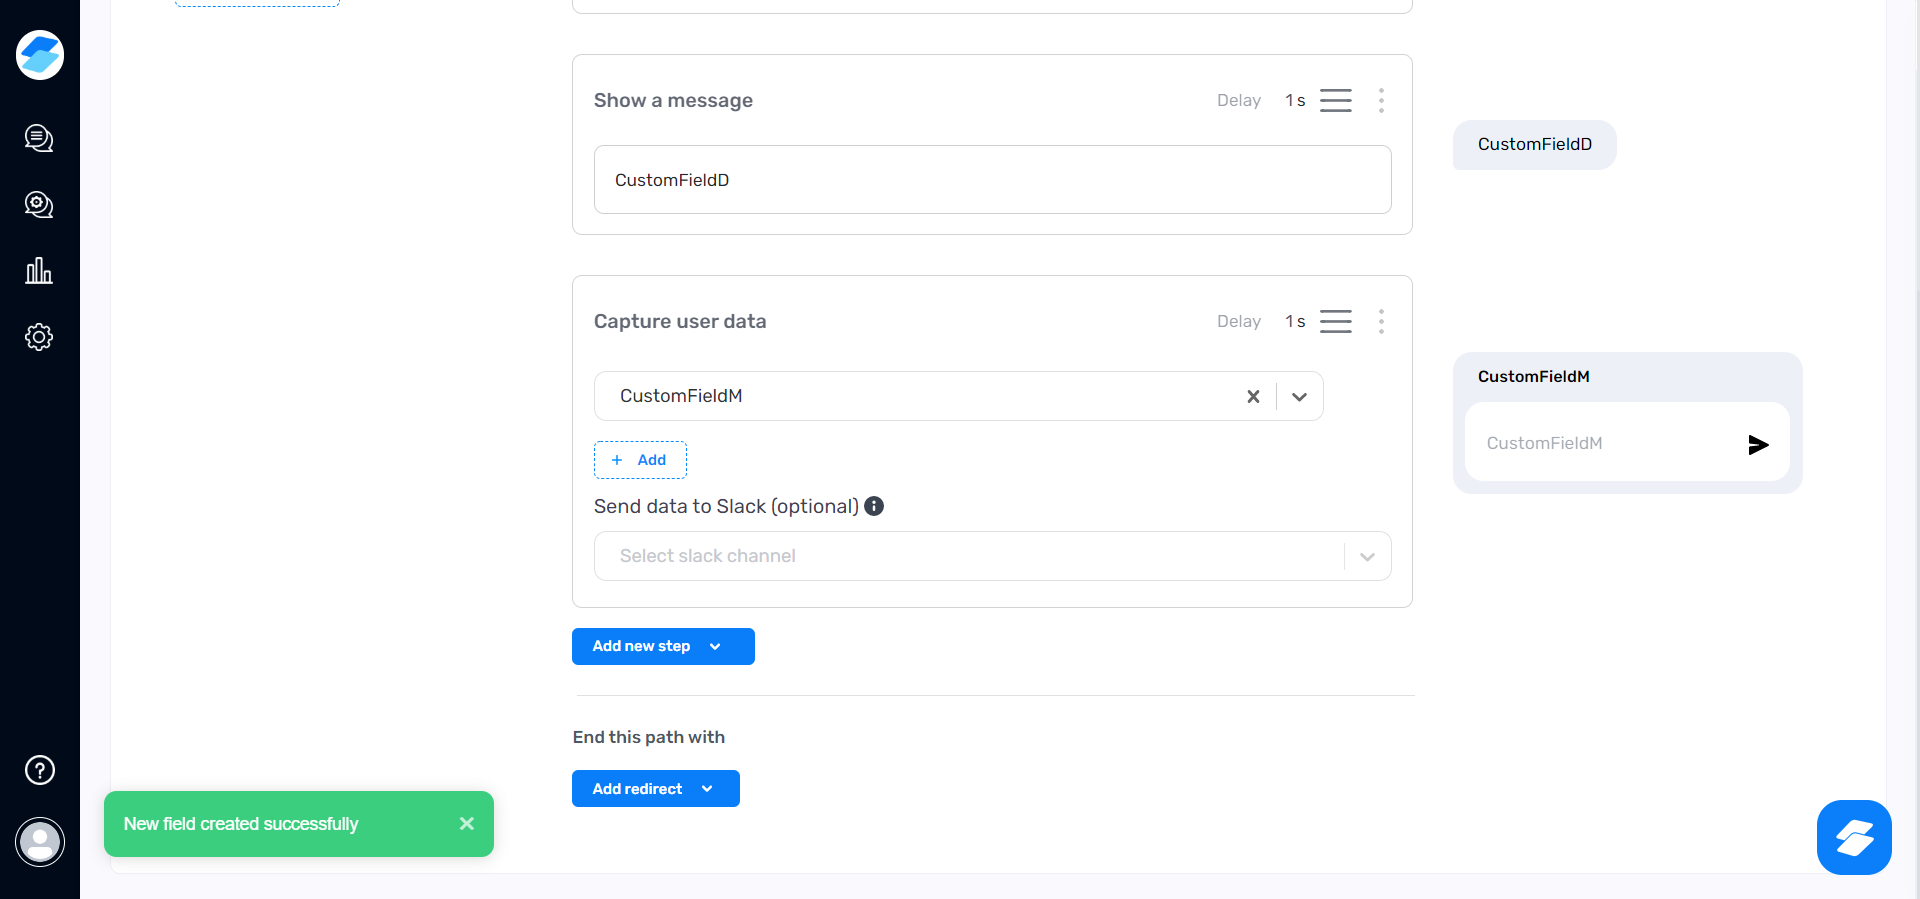 Show a message
Delay 1 s
CustomFieldD
CustomFieldD
Capture user data
Delay 1 s
CustomFieldM
Add
Send data to Slack (optional)
Select slack channel
CustomFieldM
CustomFieldM
Add new step
End this path with
Add redirect
New field created successfully